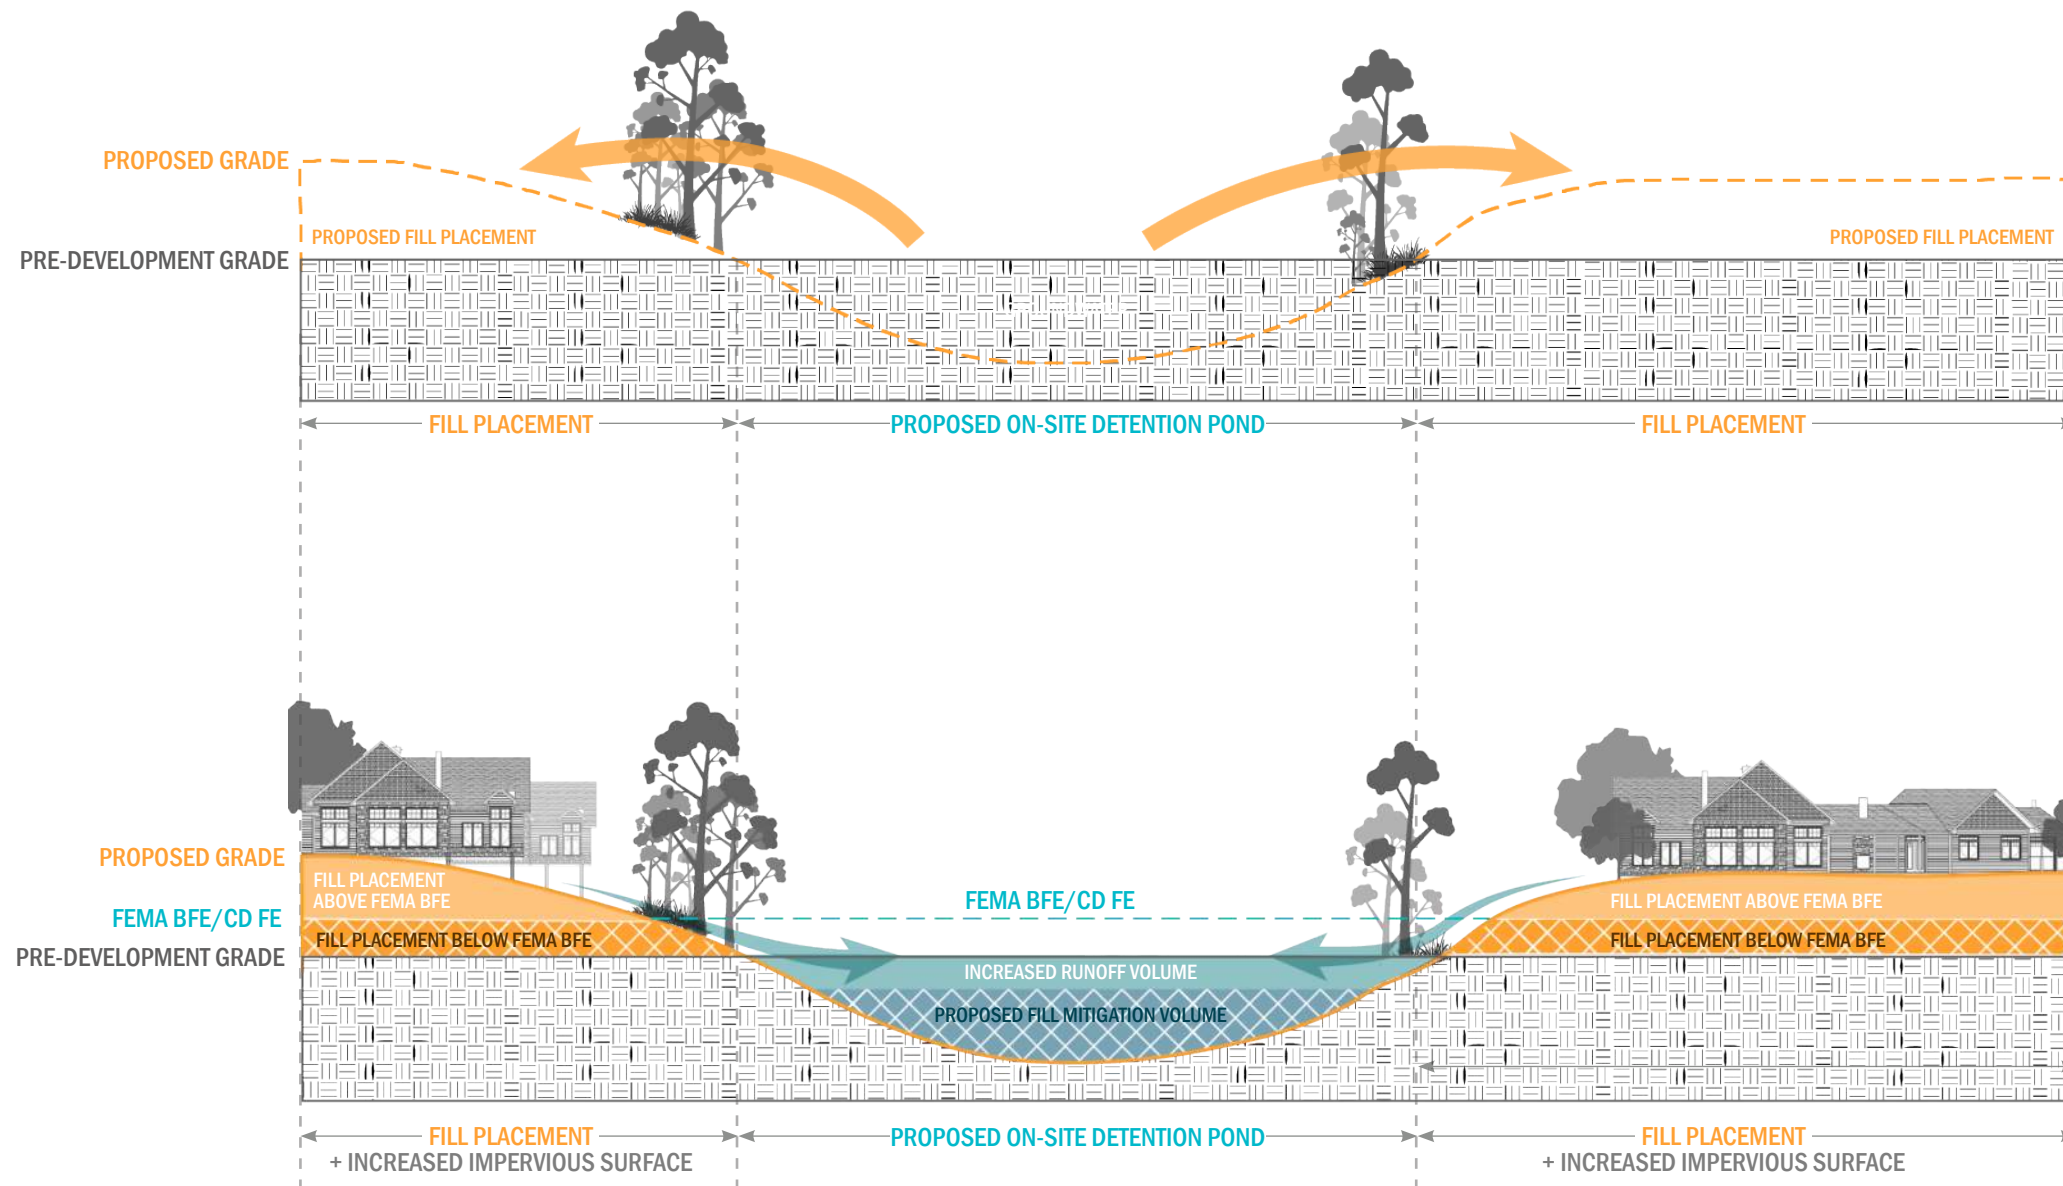 PROPOSED GRADE
PROPOSED FILL PLACEMENT
PROPOSED FILL PLACEMENT
PRE-DEVELOPMENT GRADE
FILL PLACEMENT
PROPOSED ON-SITE DETENTION POND
FILL PLACEMENT
PROPOSED GRADE
FILL PLACEMENT
ABOVE FEMA BFE
FEMA BFE/CD FE
FILL PLACEMENT ABOVE FEMA BFE
FEMA BFE/CD FE
FILL PLACEMENT BELOW FEMA BFE
FILL PLACEMENT BELOW FEMA BFE
PRE-DEVELOPMENT GRADE
INCREASED RUNOFF VOLUME
PROPOSED FILL MITIGATION VOLUME
FILL PLACEMENT
+ INCREASED IMPERVIOUS SURFACE
PROPOSED ON-SITE DETENTION POND
FILL PLACEMENT
+ INCREASED IMPERVIOUS SURFACE